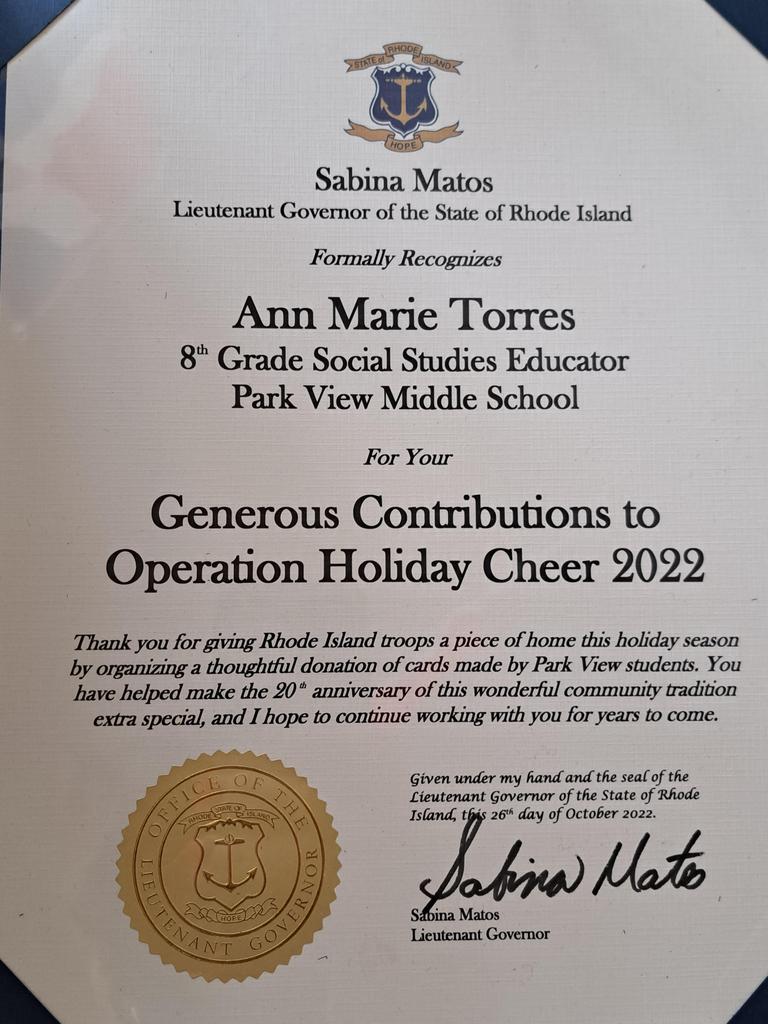 STATE of RHODE ISLAND
HOPE
Sabina Matos
Lieutenant Governor of the State of Rhode Island
Formally Recognizes
Ann Marie Torres
8th Grade Social Studies Educator
Park View Middle School
For Your
Generous Contributions to
Operation Holiday Cheer 2022
Thank you for giving Rhode Island troops a piece of home this holiday season
by organizing a thoughtful donation of cards made by Park View students. You
have helped make the 20th anniversary of this wonderful community tradition
extra special, and I hope to continue working with you for years to come.
Given under my hand and the seal of the
Lieutenant Governor of the State of Rhode
Island, this 26th day of October 2022.
Sabina Matos
Sabina Matos
Lieutenant Governor
OFFICE OF THE
LIEUTENANT GOVERNOR
RHODE STATE OF ISLAND
HOPE